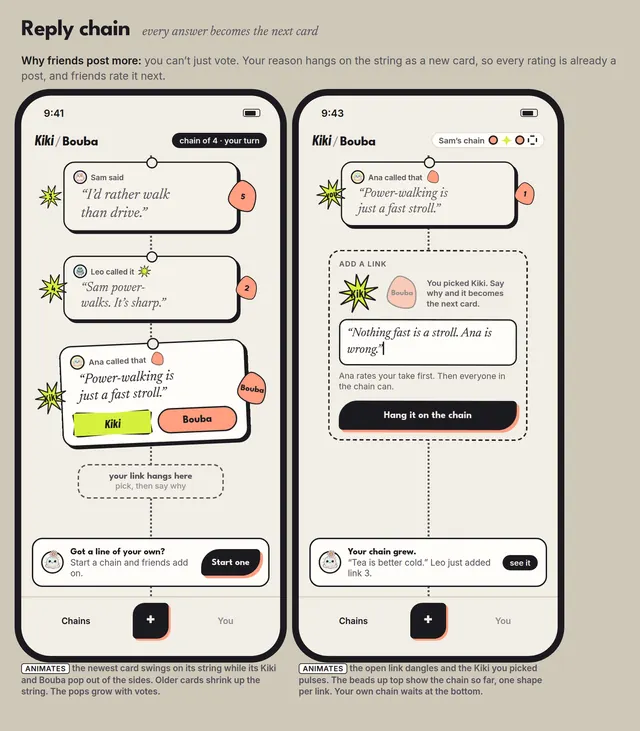 Reply chain every answer becomes the next card
Why friends post more: you can't just vote. Your reason hangs on the string as a new card, so every rating is already a
post, and friends rate it next.
9:41
Kiki / Bouba
chain of 4 · your turn
Sam said
“I'd rather walk
than drive.”
5
Leo called it
“Sam power-
walks. It's sharp.”
4
2
Ana called that
“Power-walking is
just a fast stroll.”
Kiki
Bouba
Kiki
Bouba
your link hangs here
pick, then say why
Got a line of your own?
Start a chain and friends add
on.
Start one
Chains
+
You
ANIMATES the newest card swings on its string while its Kiki
and Bouba pop out of the sides. Older cards shrink up the
string. The pops grow with votes.
9:43
Kiki / Bouba
Sam's chain
Ana called that
“Power-walking is
just a fast stroll.”
you
1
ADD A LINK
Kiki
Bouba
You picked Kiki. Say
why and it becomes
the next card.
“Nothing fast is a stroll. Ana is
wrong.”
Ana rates your take first. Then everyone in
the chain can.
Hang it on the chain
Your chain grew.
“Tea is better cold.” Leo just added
link 3.
see it
Chains
+
You
ANIMATES the open link dangles and the Kiki you picked
pulses. The beads up top show the chain so far, one shape
per link. Your own chain waits at the bottom.